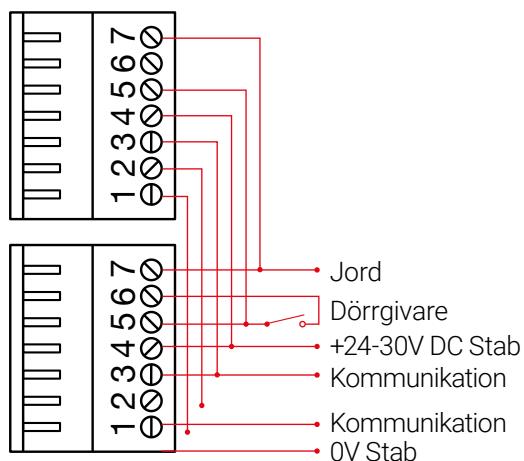 7
6
5
4
3
2
1
7
6
5
4
3
2
1
Jord
Dörrgivare
+24-30V DC Stab
Kommunikation
Kommunikation
0V Stab